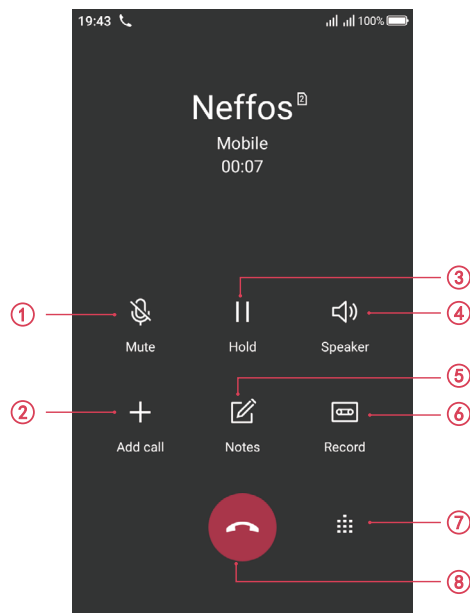 19:43 100%
Neffos 2
Mobile
00:07
③
① ④
Mute Hold Speaker
⑤
② ⑥
Add call Notes Record
⑦
⑧